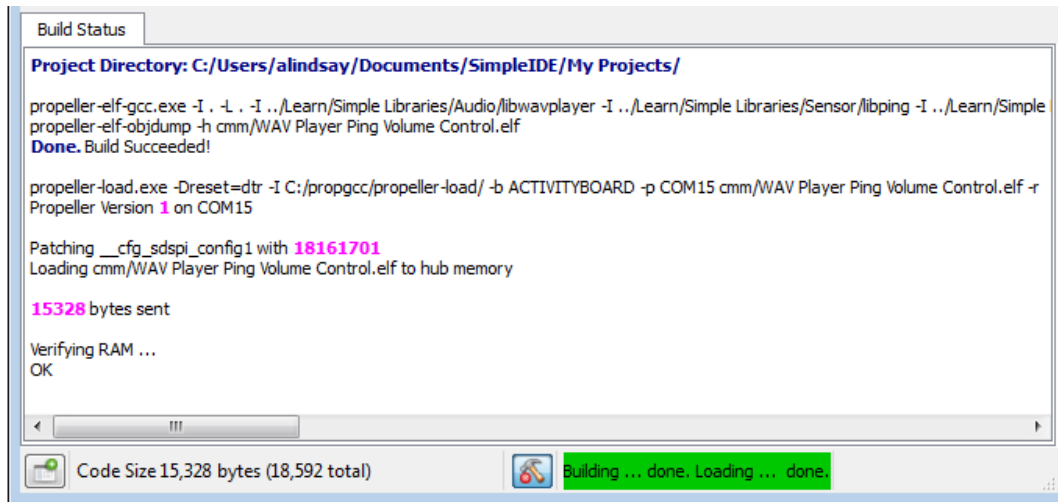 Build Status
Project Directory: C:/Users/alindsay/Documents/SimpleIDE/My Projects/
propeller-elf-gcc.exe -I . -L . -I ../Learn/Simple Libraries/Audio/libwavplayer -I ../Learn/Simple Libraries/Sensor/libping -I ../Learn/Simple
propeller-elf-objdump -h cmm/WAV Player Ping Volume Control.elf
Done. Build Succeeded!
propeller-load.exe -Dreset=dtr -I C:/propgcc/propeller-load/ -b ACTIVITYBOARD -p COM15 cmm/WAV Player Ping Volume Control.elf -r
Propeller Version 1 on COM15
Patching __cfg_sdspi_config1 with 18161701
Loading cmm/WAV Player Ping Volume Control.elf to hub memory
15328 bytes sent
Verifying RAM ...
OK
Code Size 15,328 bytes (18,592 total)
Building ... done. Loading ... done.